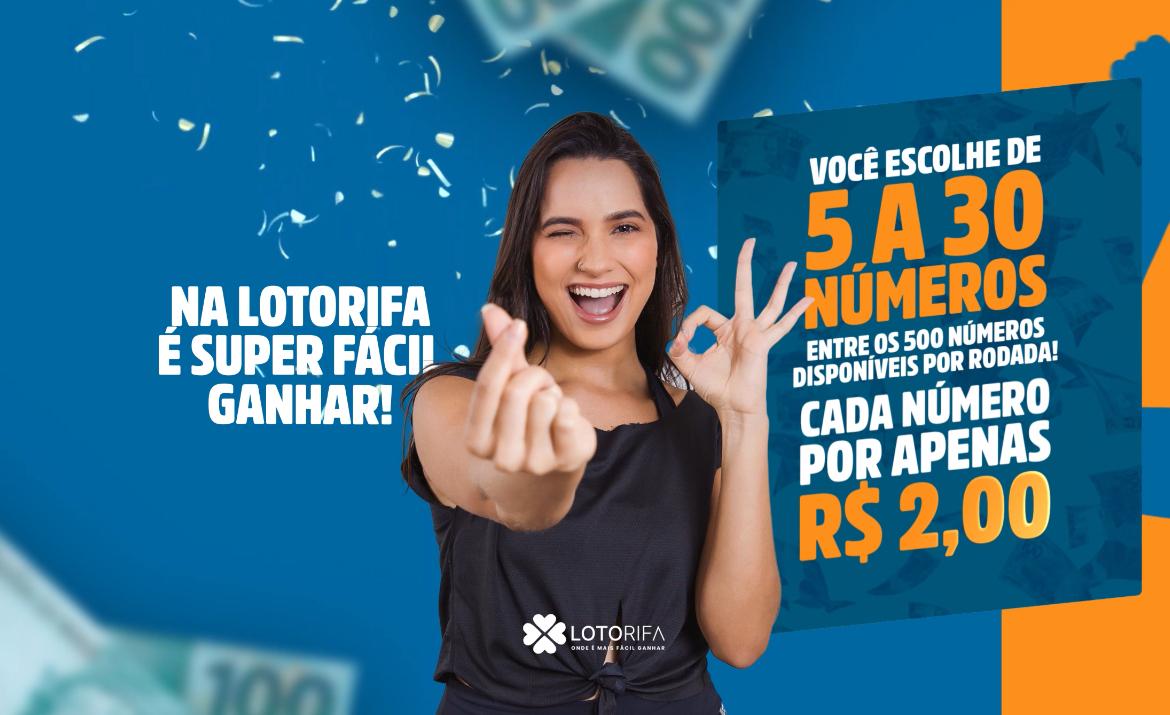 NA LOTORIFA
É SUPER FÁCIL
GANHAR!
VOCÊ ESCOLHE DE
5 A 30
NÚMEROS
ENTRE OS 500 NÚMEROS
DISPONÍVEIS POR RODADA!
CADA NÚMERO
POR APENAS
R$ 2,00
LOTORIFA
ONDE É MAIS FÁCIL GANHAR
100